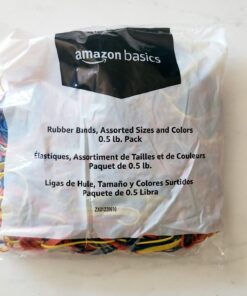 amazon basics
Rubber Bands, Assorted Sizes and Colors
0.5 lb. Pack
Élastiques, Assortiment de Tailles et de Couleurs
Paquet de 0.5 lb.
Ligas de Hule, Tamaño y Colores Surtidos
Paquete de 0.5 Libra